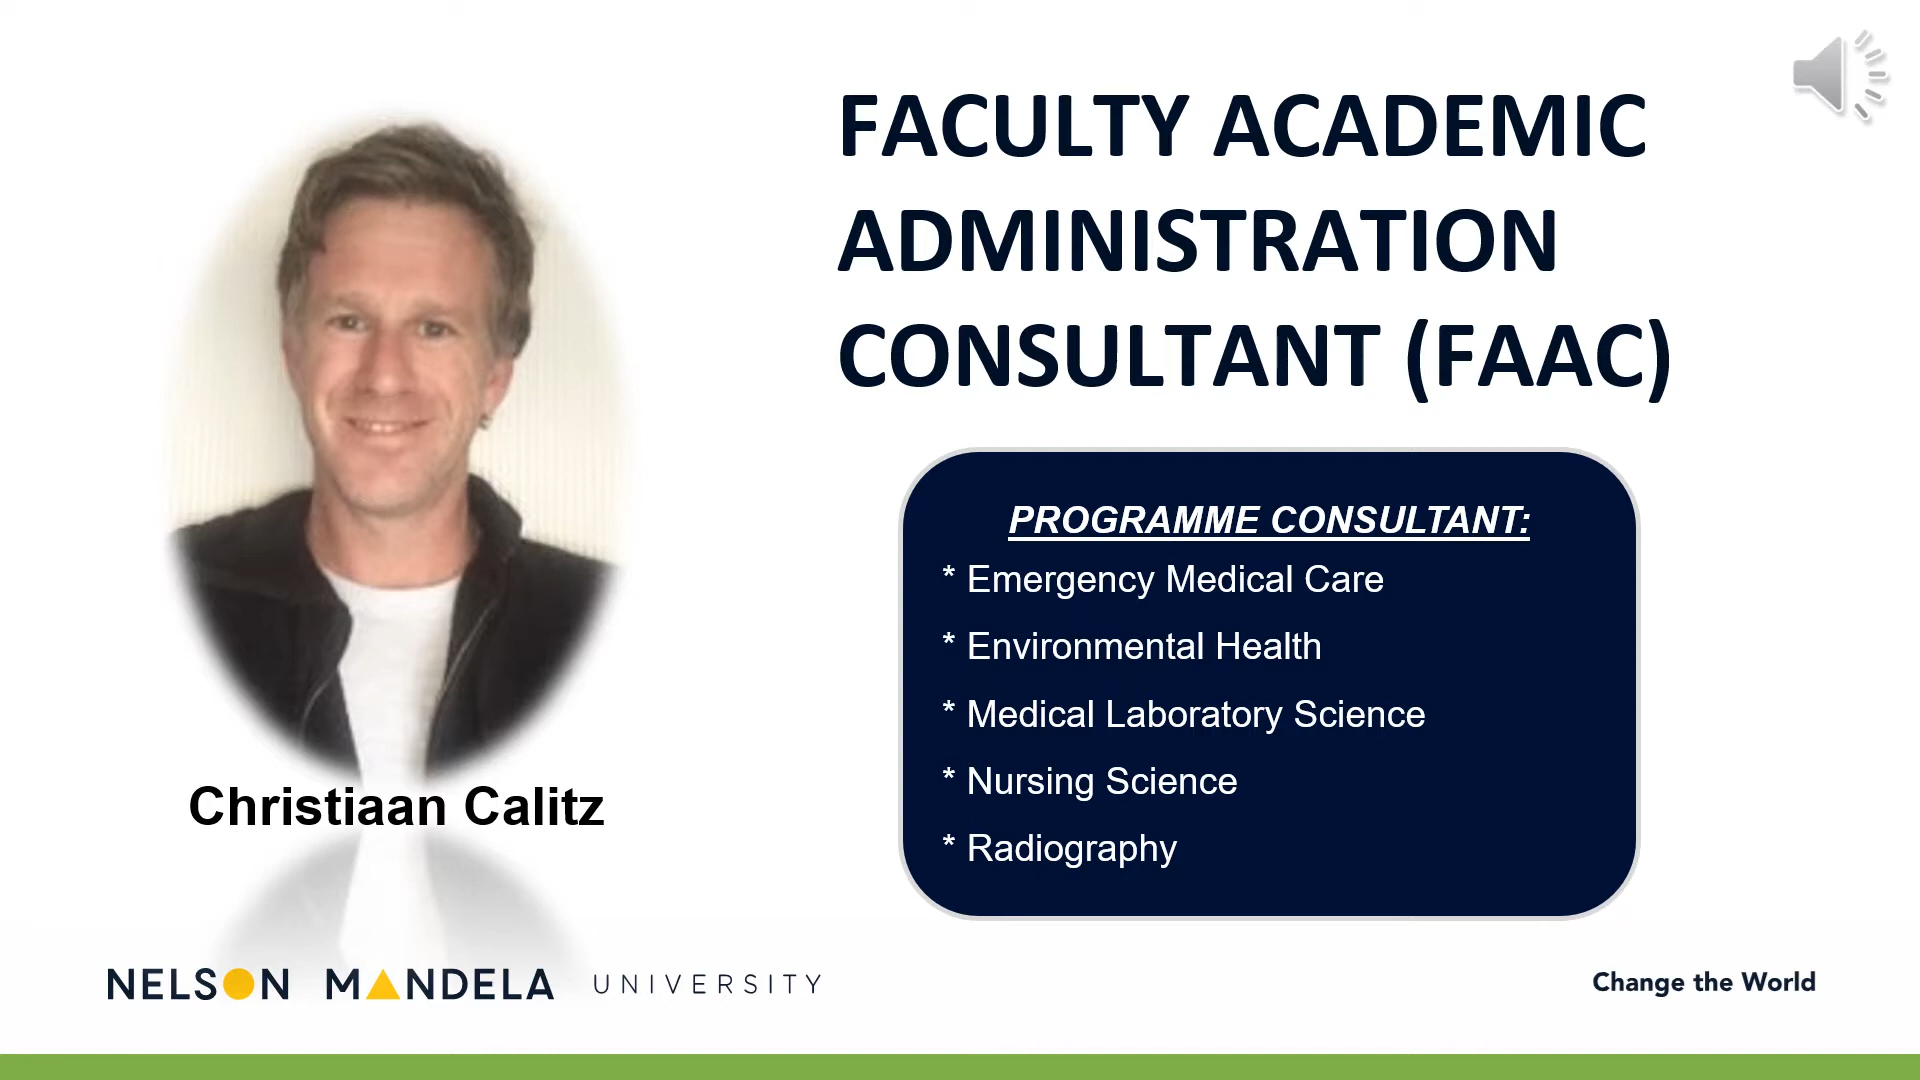 FACULTY ACADEMIC
ADMINISTRATION
CONSULTANT (FAAC)
PROGRAMME CONSULTANT:
* Emergency Medical Care
* Environmental Health
* Medical Laboratory Science
* Nursing Science
* Radiography
Christiaan Calitz
NELSON MANDELA UNIVERSITY
Change the World